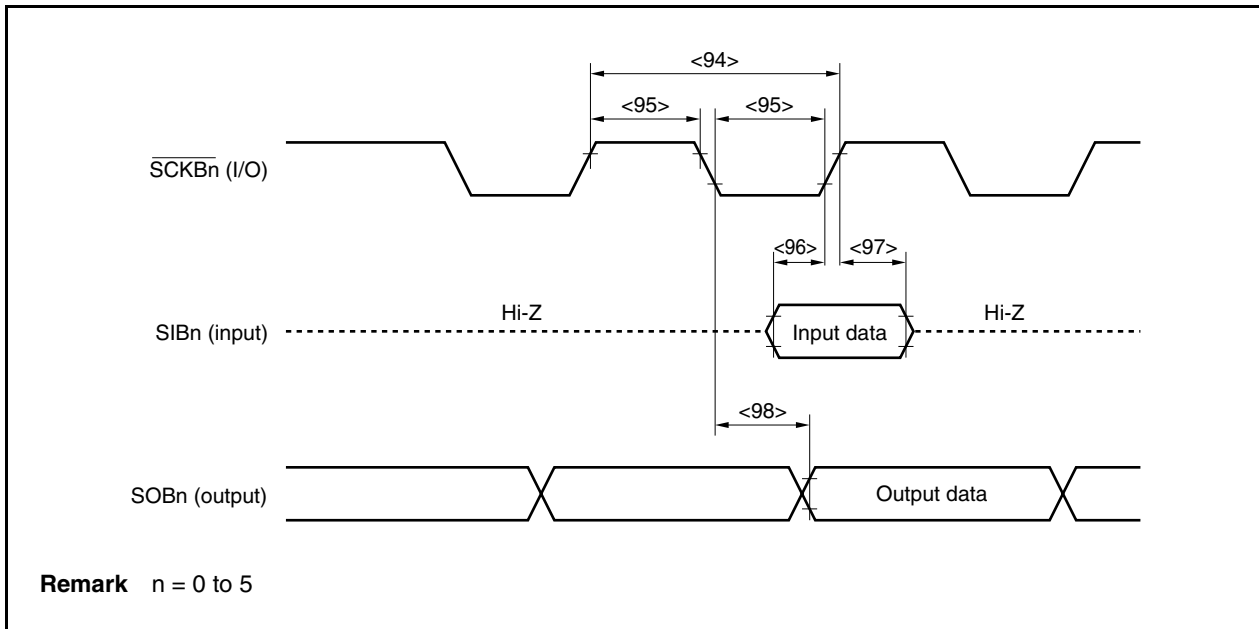 <94>
<95> <95>
SCKBn (I/O)
<96> <97>
Hi-Z Hi-Z
SIBn (input) Input data
<98>
SOBn (output) Output data
Remark n = 0 to 5